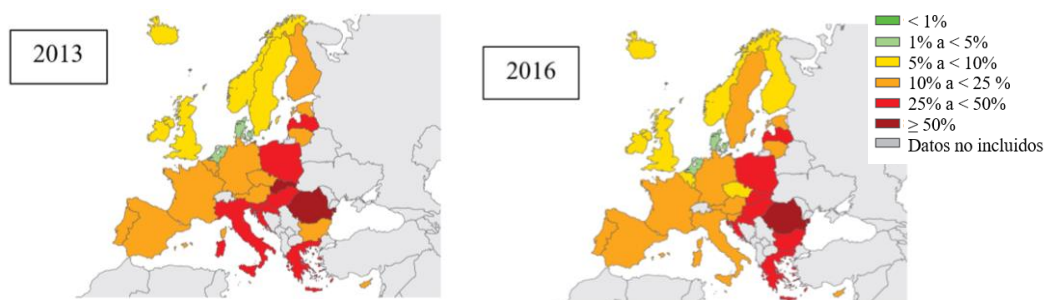 2013
2016
< 1%
1% a < 5%
5% a < 10%
10% a < 25 %
25% a < 50%
≥ 50%
Datos no incluidos